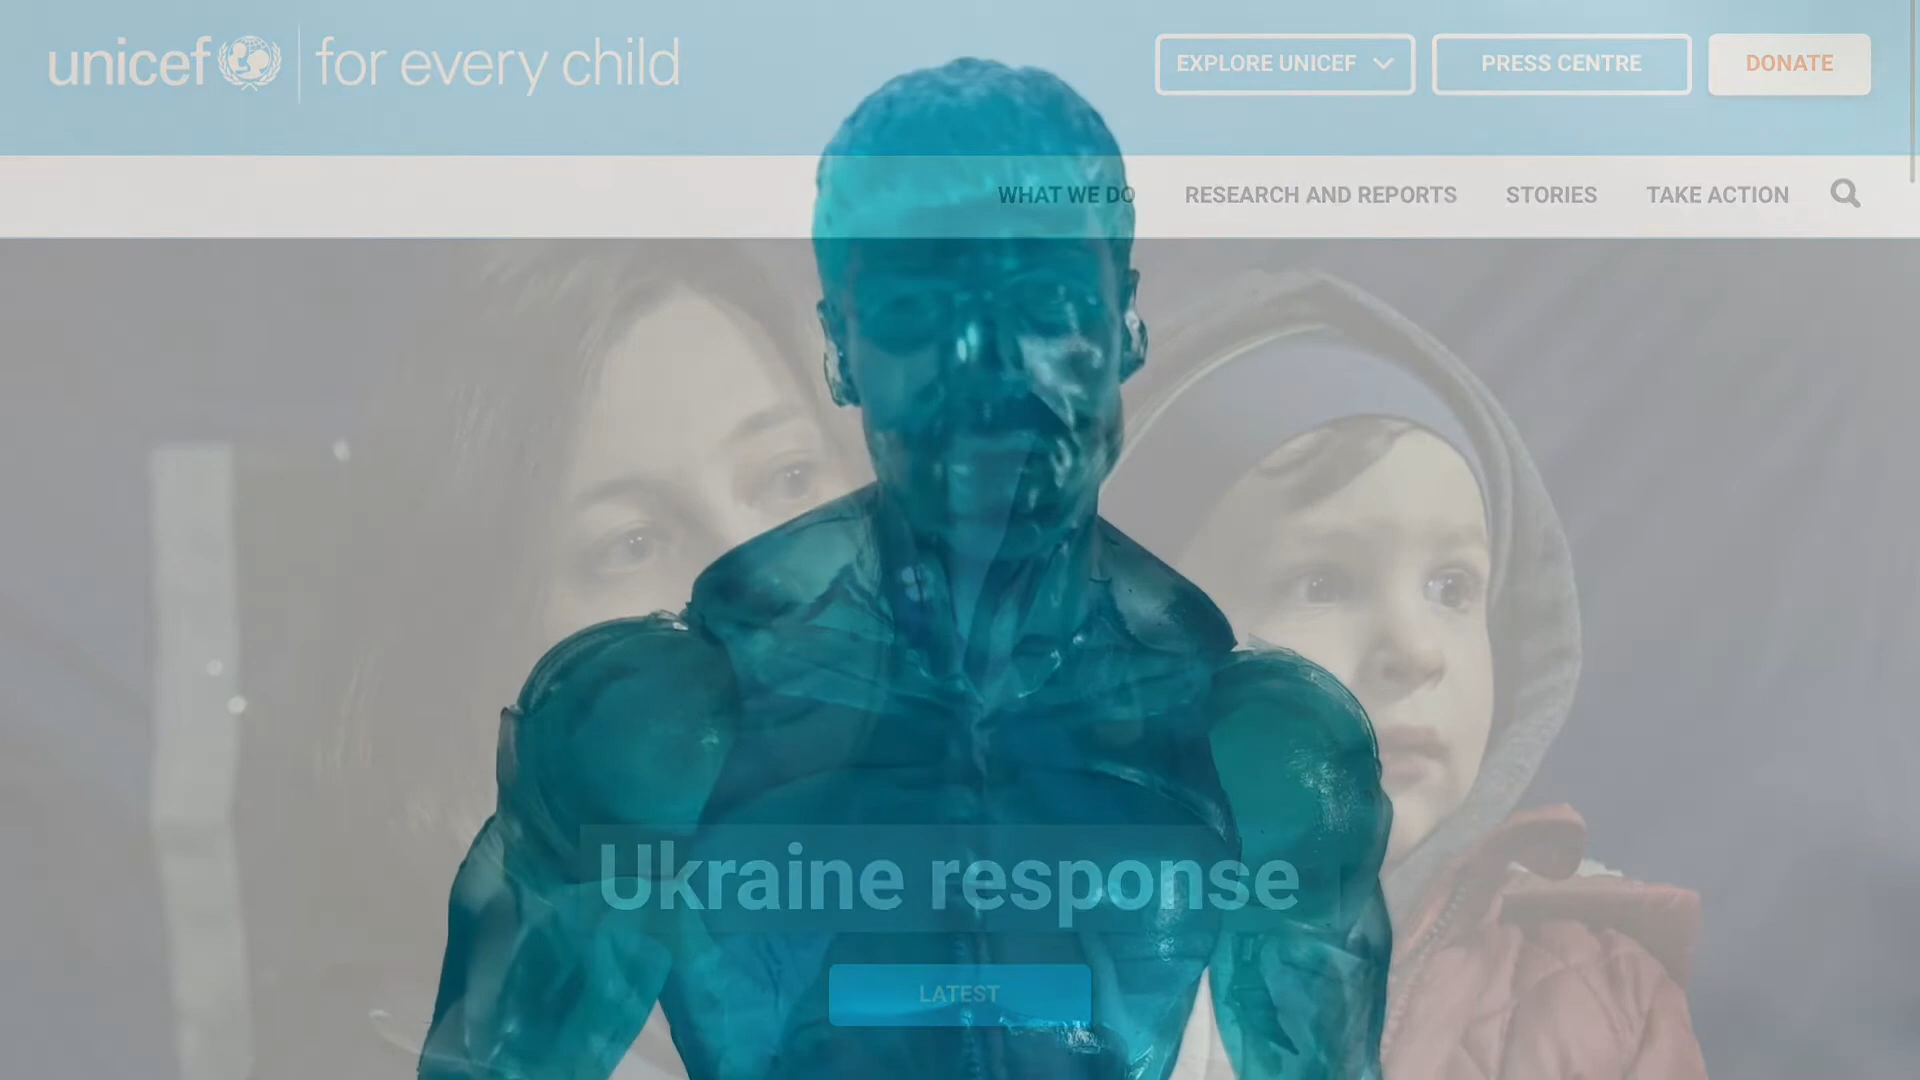 unicef for every child
EXPLORE UNICEF
PRESS CENTRE
DONATE
WHAT WE DO
RESEARCH AND REPORTS
STORIES
TAKE ACTION
Ukraine response
LATEST